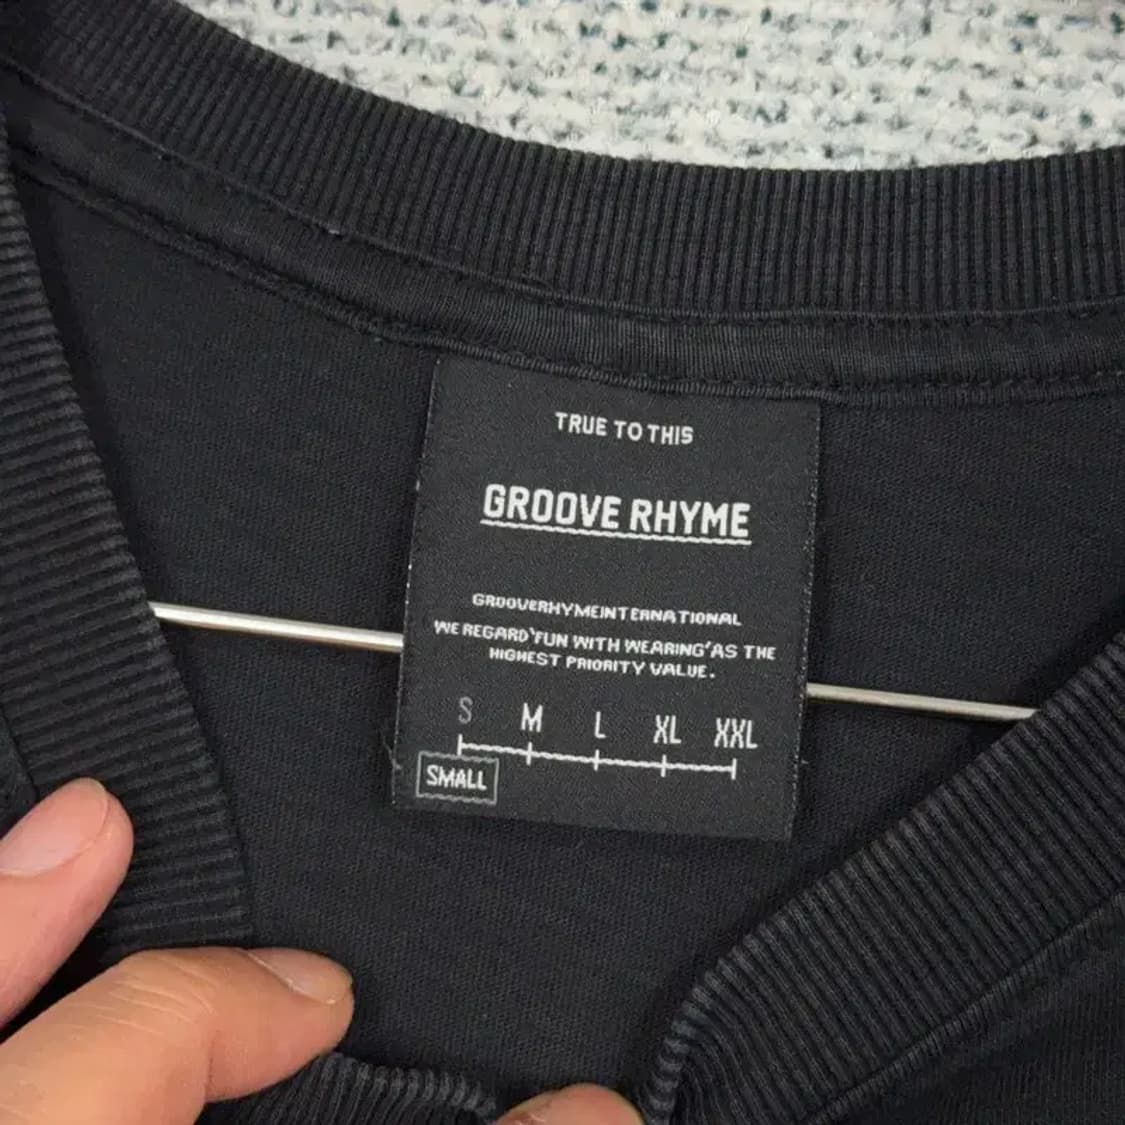 TRUE TO THIS
GROOVE RHYME
GROOVERHYMEINTERNATIONAL
WE REGARD 'FUN WITH WEARING' AS THE
HIGHEST PRIORITY VALUE.
S M L XL XXL
SMALL